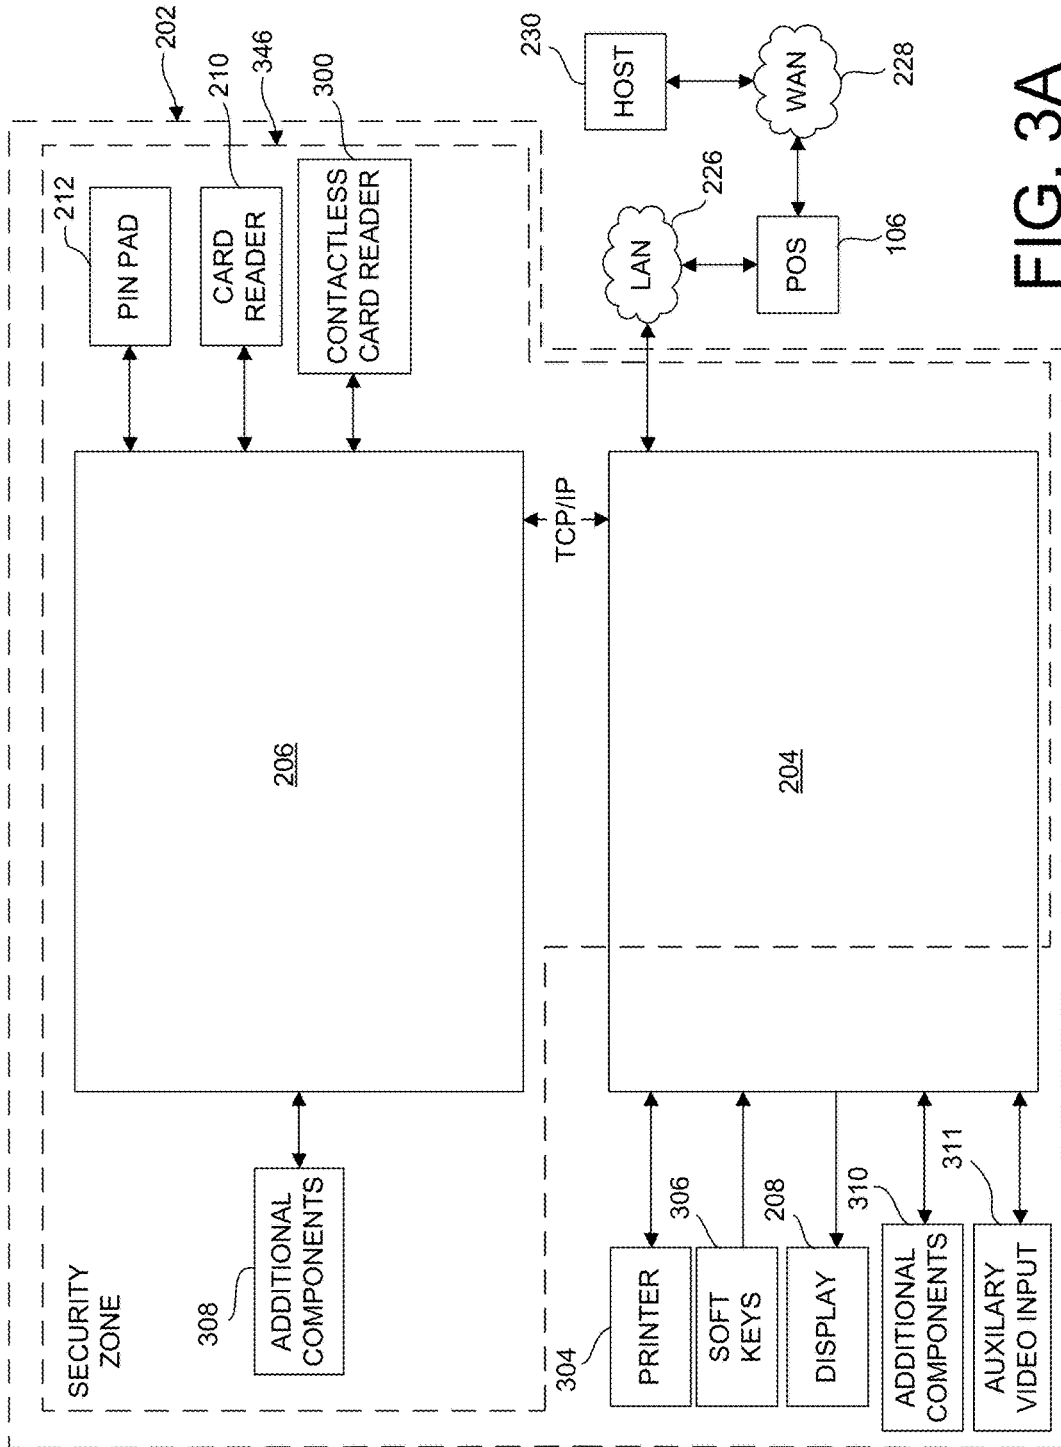 SECURITY
ZONE
308
ADDITIONAL
COMPONENTS
206
212
PIN PAD
202
210
346
CARD
READER
300
CONTACTLESS
CARD READER
TCP/IP
304
PRINTER
306
SOFT
KEYS
208
DISPLAY
310
ADDITIONAL
COMPONENTS
311
AUXILARY
VIDEO INPUT
204
LAN
226
POS
106
230
HOST
WAN
228
FIG. 3A